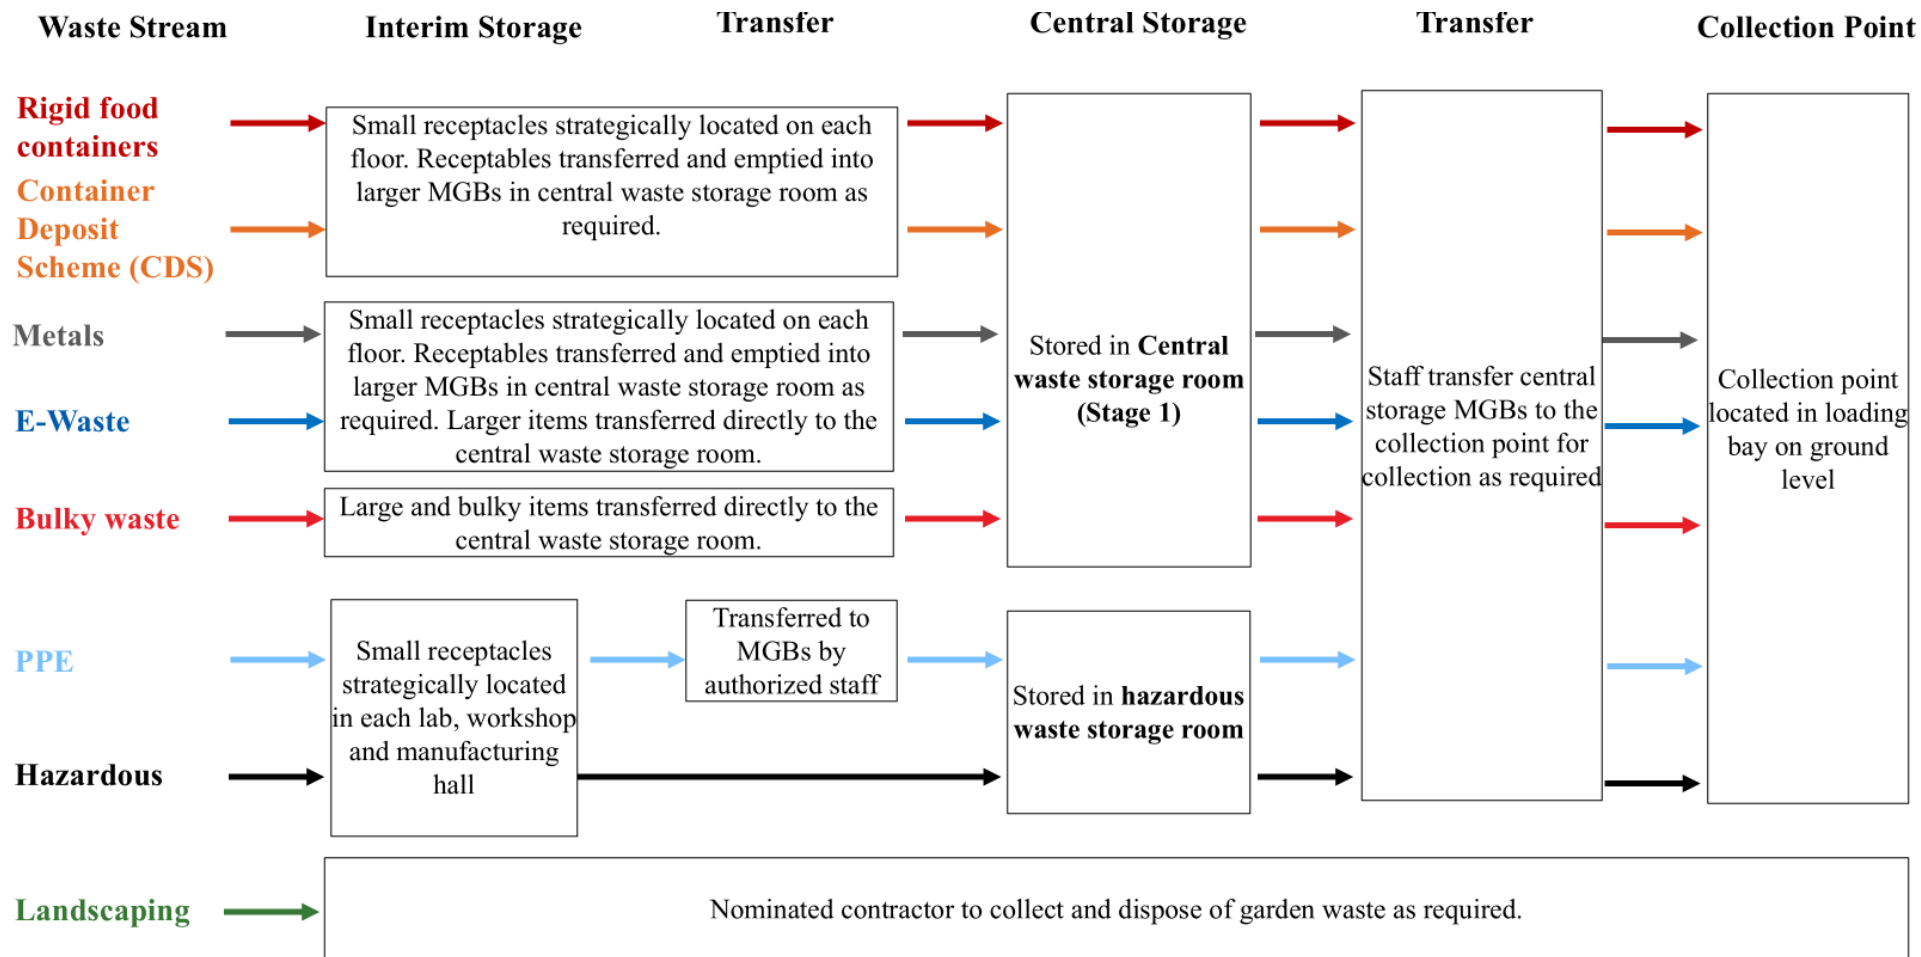 Waste Stream
Interim Storage
Transfer
Central Storage
Transfer
Collection Point
Rigid food
containers
Container
Deposit
Scheme (CDS)
Small receptacles strategically located on each
floor. Receptables transferred and emptied into
larger MGBs in central waste storage room as
required.
Metals
E-Waste
Small receptacles strategically located on each
floor. Receptables transferred and emptied into
larger MGBs in central waste storage room as
required. Larger items transferred directly to the
central waste storage room.
Bulky waste
Large and bulky items transferred directly to the
central waste storage room.
Stored in Central
waste storage room
(Stage 1)
Staff transfer central
storage MGBs to the
collection point for
collection as required
Collection point
located in loading
bay on ground
level
PPE
Hazardous
Small receptacles
strategically located
in each lab, workshop
and manufacturing
hall
Transferred to
MGBs by
authorized staff
Stored in hazardous
waste storage room
Landscaping
Nominated contractor to collect and dispose of garden waste as required.